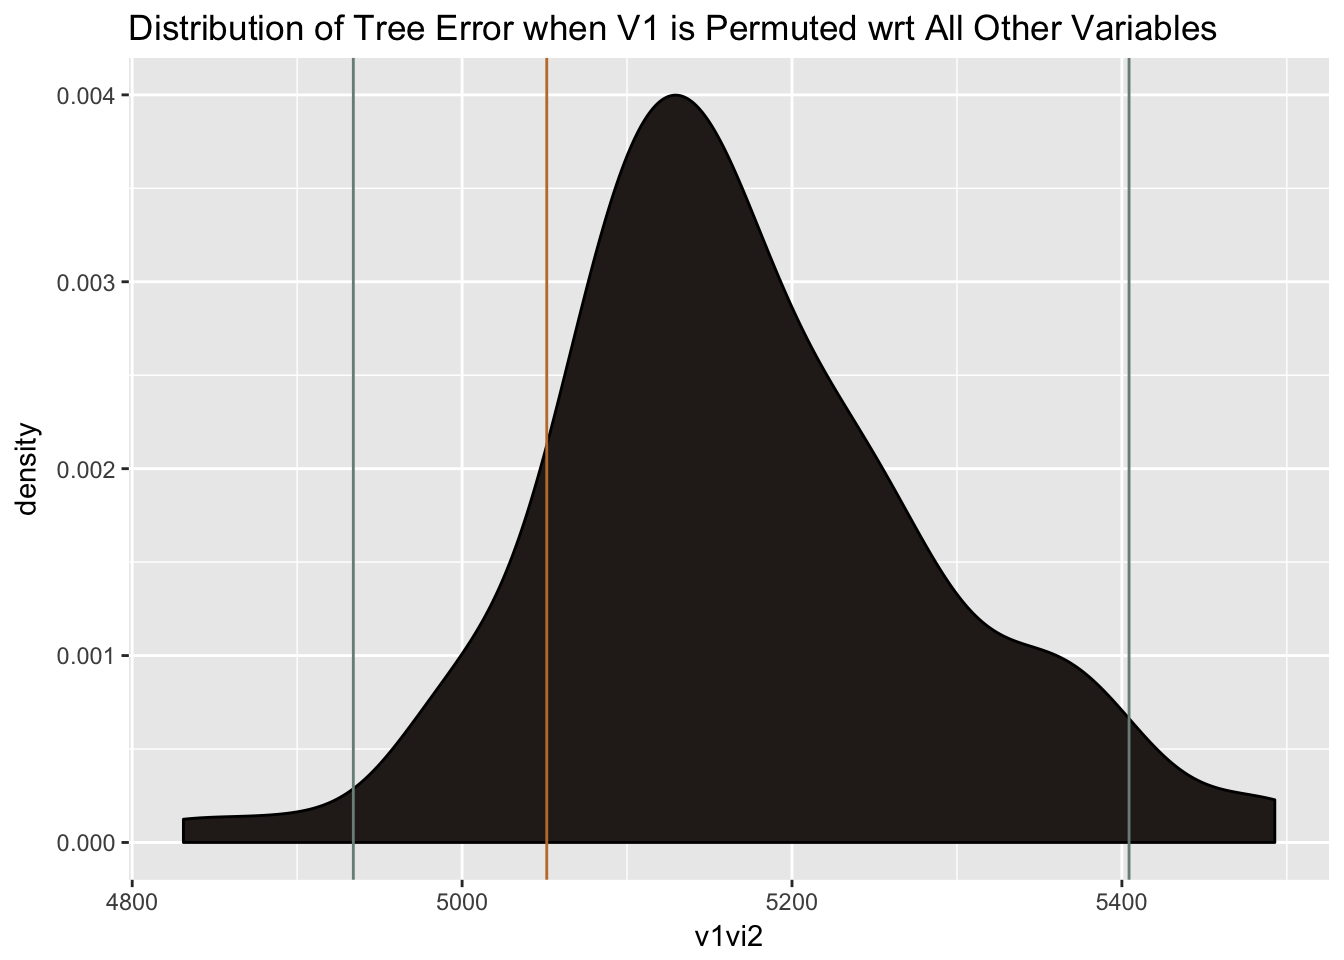 Distribution of Tree Error when V1 is Permuted wrt All Other Variables
0.004
0.003
0.002
0.001
0.000
density
4800 5000 5200 5400
v1vi2